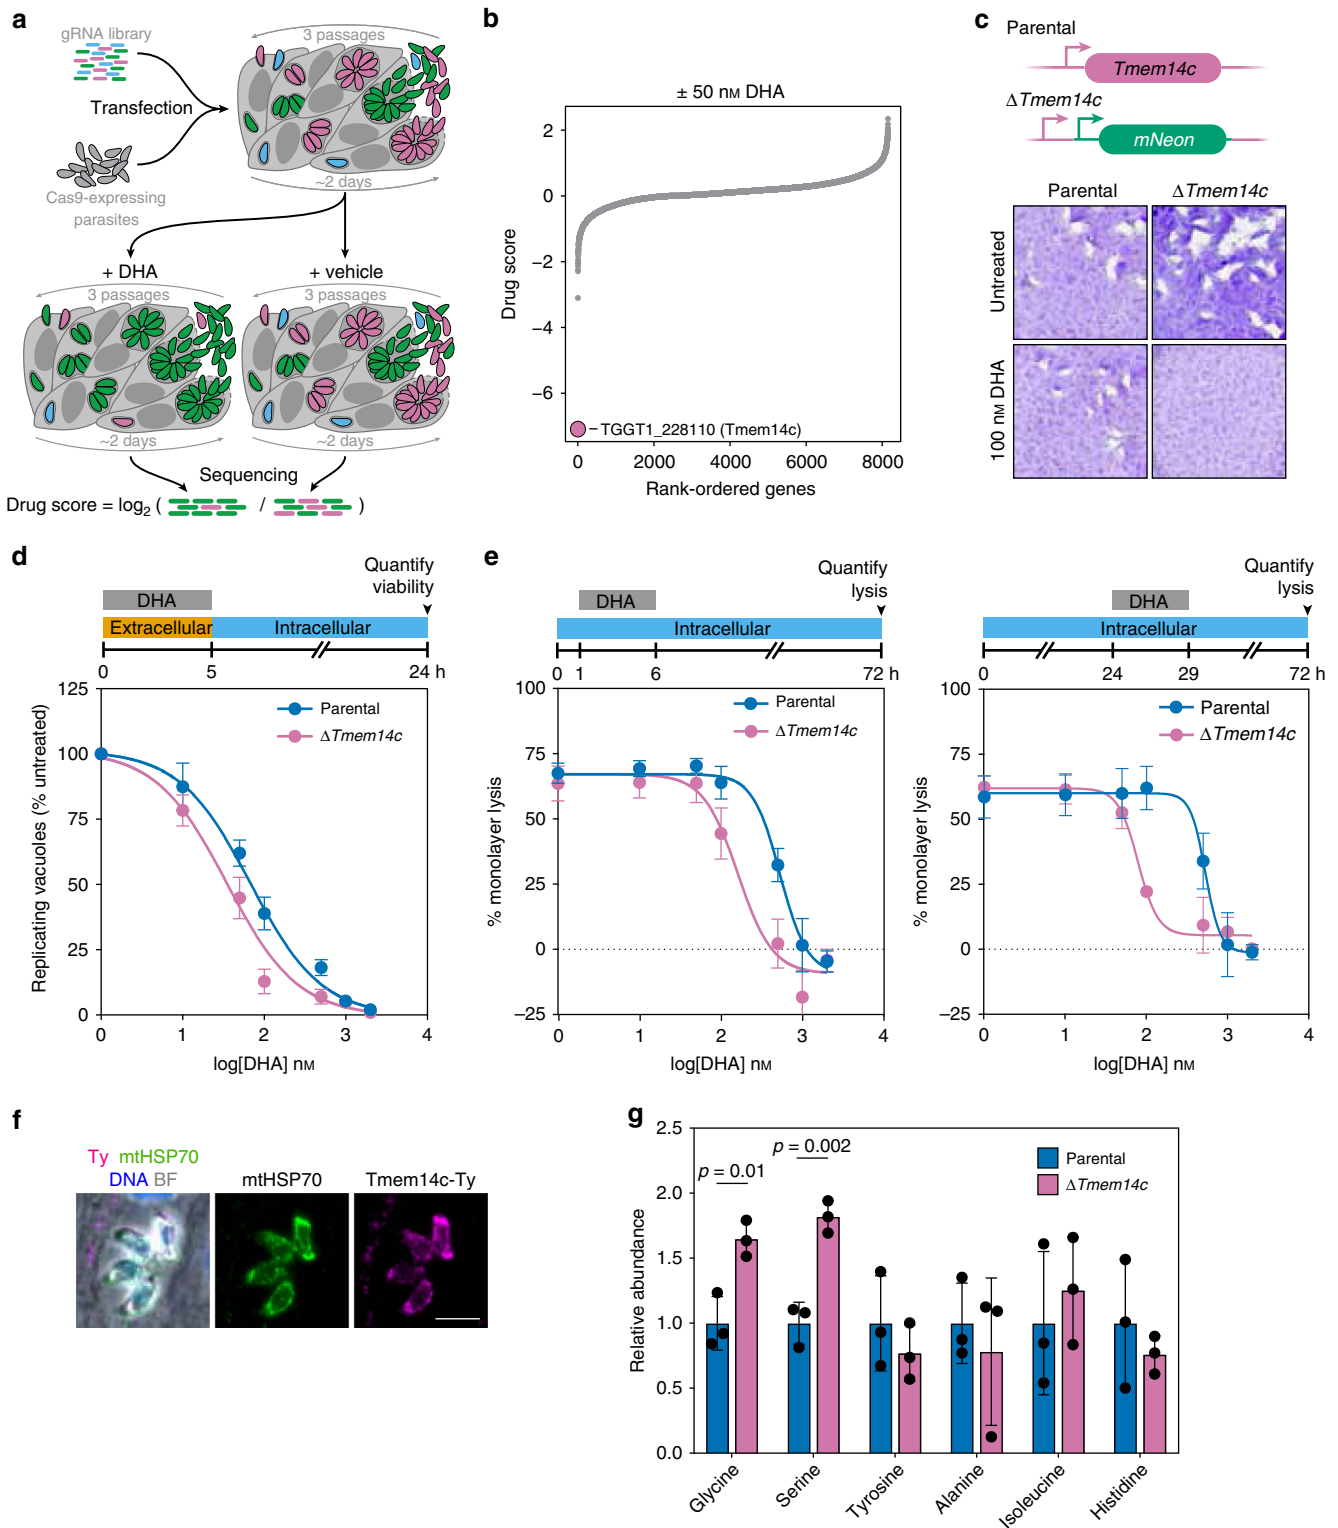 a
gRNA library
Transfection
Cas9-expressing
parasites
3 passages
~2 days
+ DHA
3 passages
~2 days
+ vehicle
3 passages
~2 days
Sequencing
Drug score = log2 ( / )
b
± 50 nM DHA
Drug score
2
0
−2
−4
−6
TGGT1_228110 (Tmem14c)
0 2000 4000 6000 8000
Rank-ordered genes
c
Parental
Tmem14c
ΔTmem14c
mNeon
Parental ΔTmem14c
Untreated
100 nM DHA
d
Quantify
viability
DHA
Extracellular Intracellular
0 5 24 h
Replicating vacuoles (% untreated)
125
100
75
50
25
0
Parental
ΔTmem14c
0 1 2 3 4
log[DHA] nM
e
Quantify
lysis
DHA
Intracellular
0 1 6 72 h
% monolayer lysis
100
75
50
25
0
−25
Parental
ΔTmem14c
0 1 2 3 4
log[DHA] nM
Quantify
lysis
DHA
Intracellular
0 24 29 72 h
% monolayer lysis
100
75
50
25
0
−25
Parental
ΔTmem14c
0 1 2 3 4
log[DHA] nM
f
Ty mtHSP70
DNA BF
mtHSP70
Tmem14c-Ty
g
Relative abundance
2.5
2.0
1.5
1.0
0.5
0.0
p = 0.01
p = 0.002
Parental
ΔTmem14c
Glycine
Serine
Tyrosine
Alanine
Isoleucine
Histidine